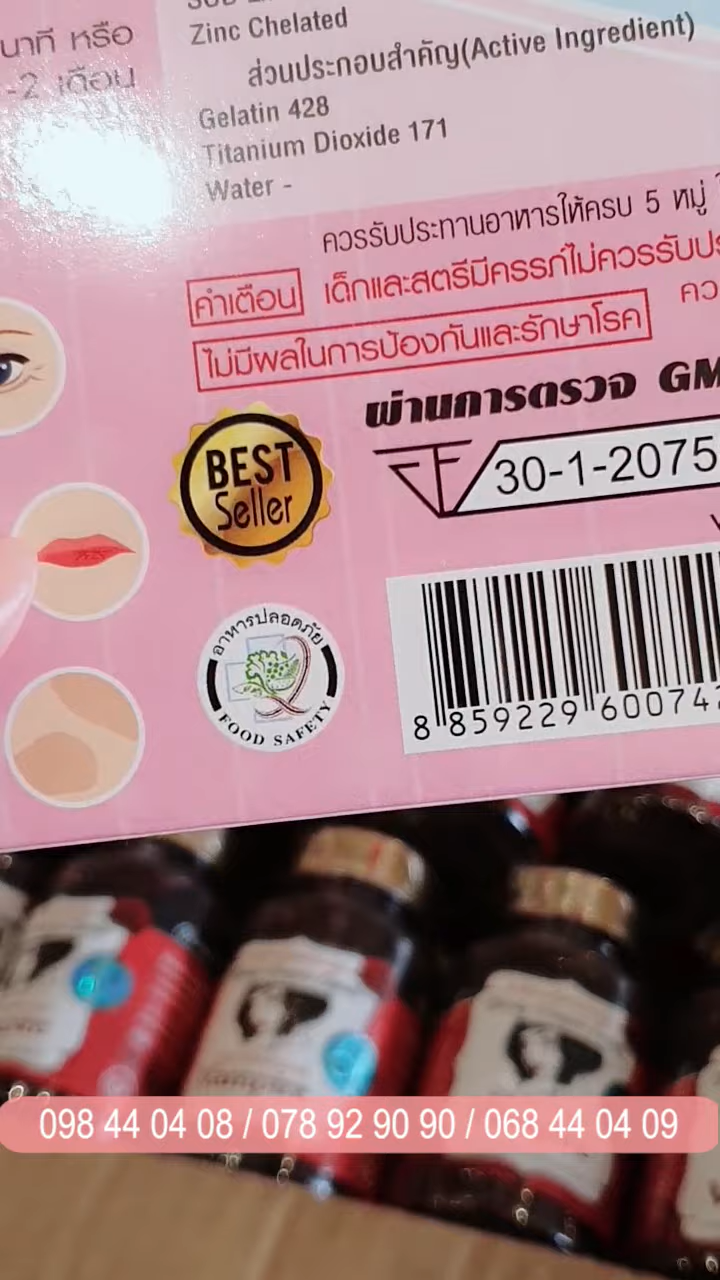 นาที หรือ
-2 เดือน
Zinc Chelated
ส่วนประกอบสำคัญ(Active Ingredient)
Gelatin 428
Titanium Dioxide 171
Water -
ควรรับประทานอาหารให้ครบ 5 หมู่
คำเตือน เด็กและสตรีมีครรภ์ไม่ควรรับประ
ไม่มีผลในการป้องกันและรักษาโรค คว
ผ่านการตรวจ GM
30-1-2075
BEST
Seller
อาหารปลอดภัย
FOOD SAFETY
8 859229 60074
098 44 04 08 / 078 92 90 90 / 068 44 04 09